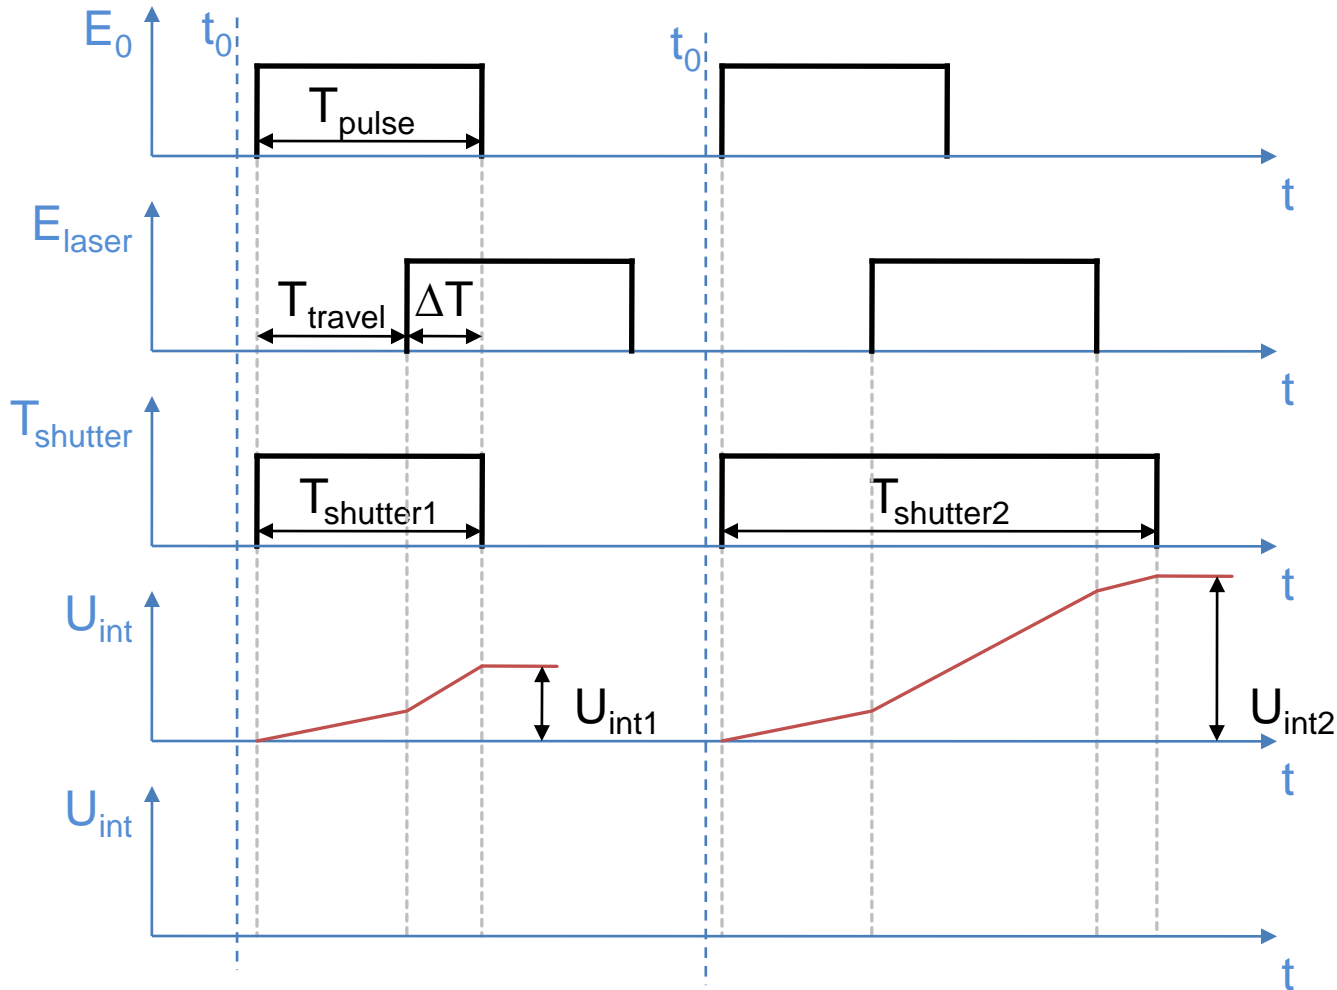 E0
t0
t0
Tpulse
t
Elaser
Ttravel
ΔT
t
Tshutter
Tshutter1
Tshutter2
t
Uint
Uint1
Uint2
t
Uint
t